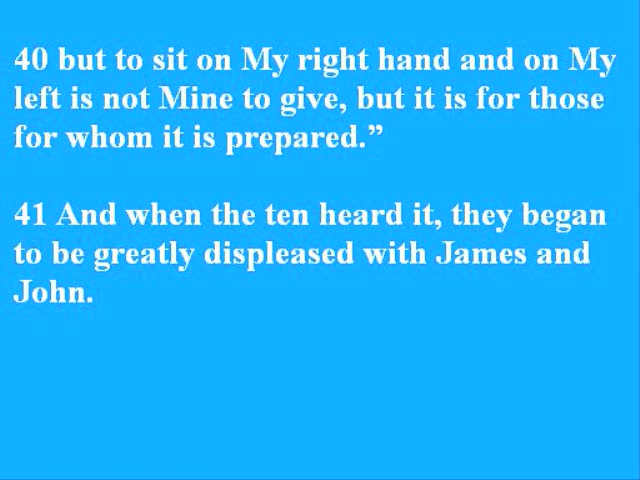 40 but to sit on My right hand and on My
left is not Mine to give, but it is for those
for whom it is prepared.”
41 And when the ten heard it, they began
to be greatly displeased with James and
John.